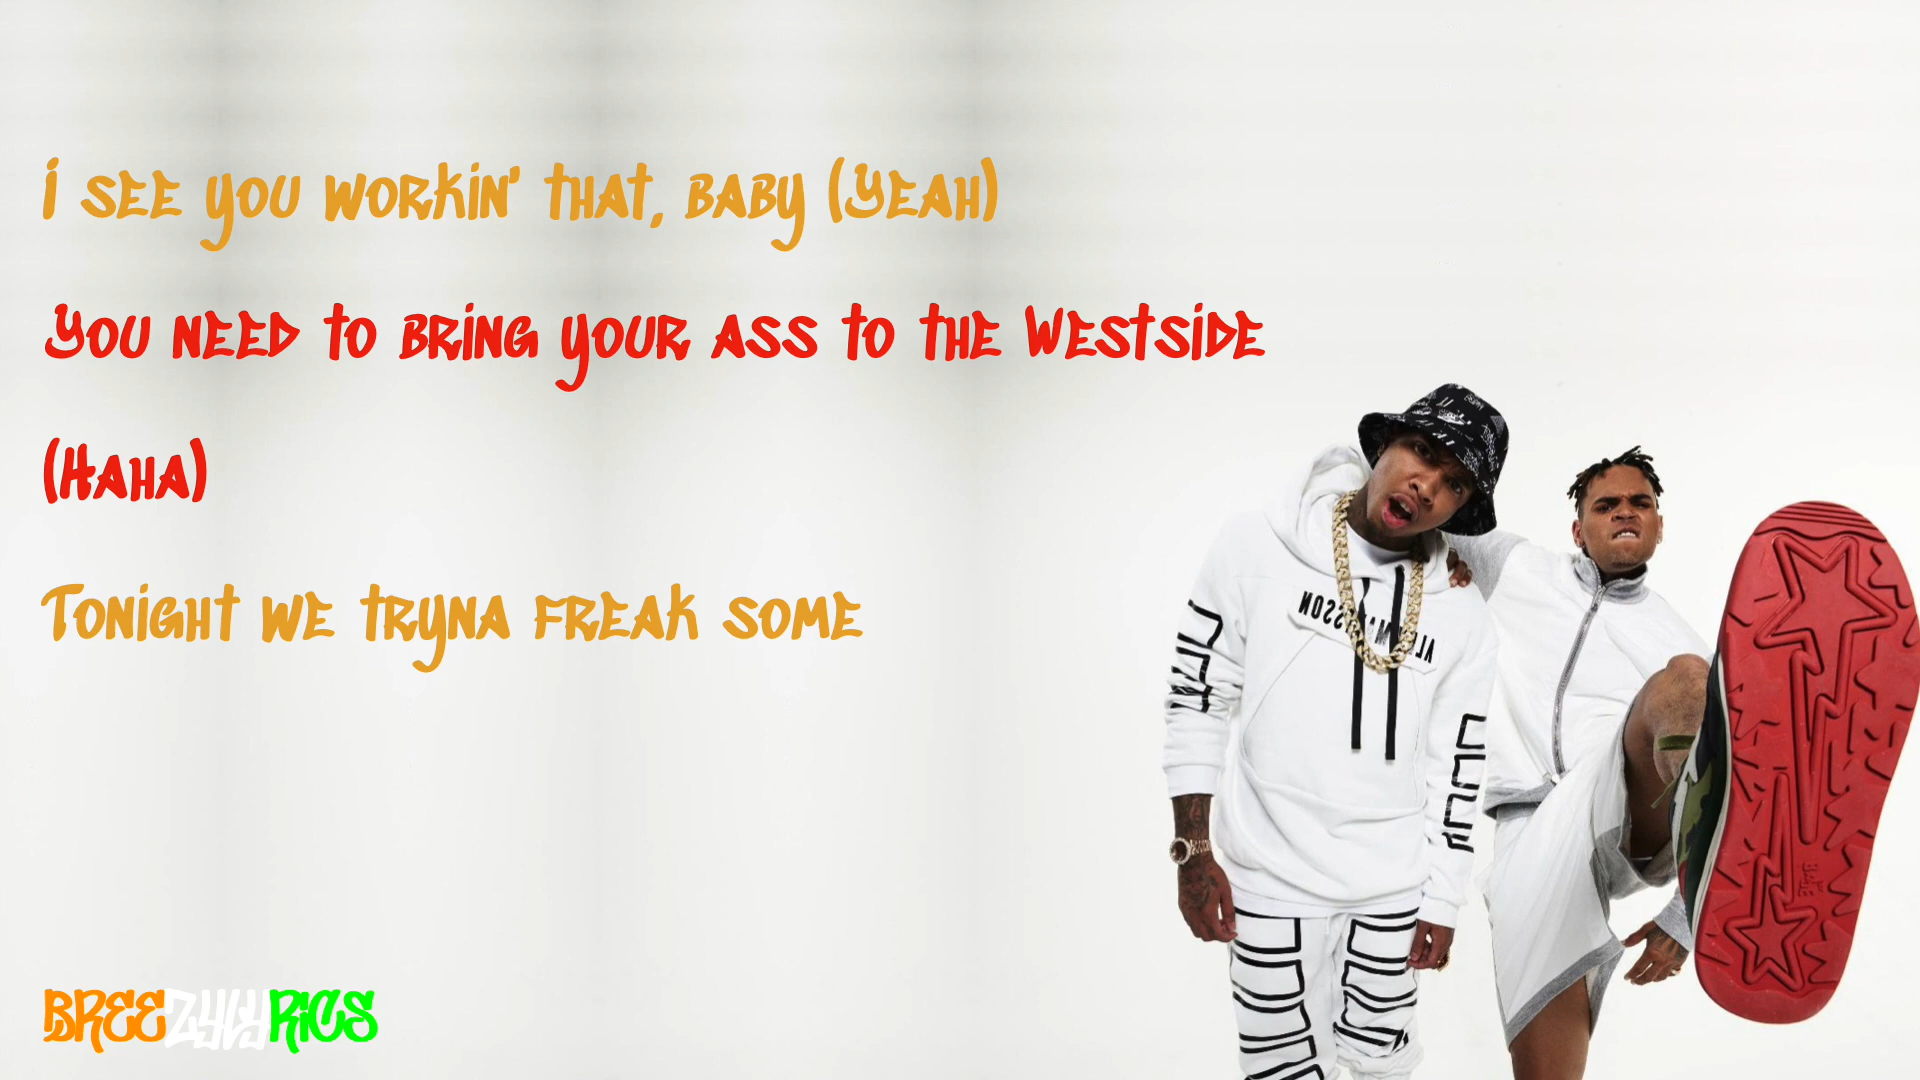 I see you workin' that, baby (Yeah)
You need to bring your ass to the Westside
(Haha)
Tonight we tryna freak some
BREEZYLYRICS